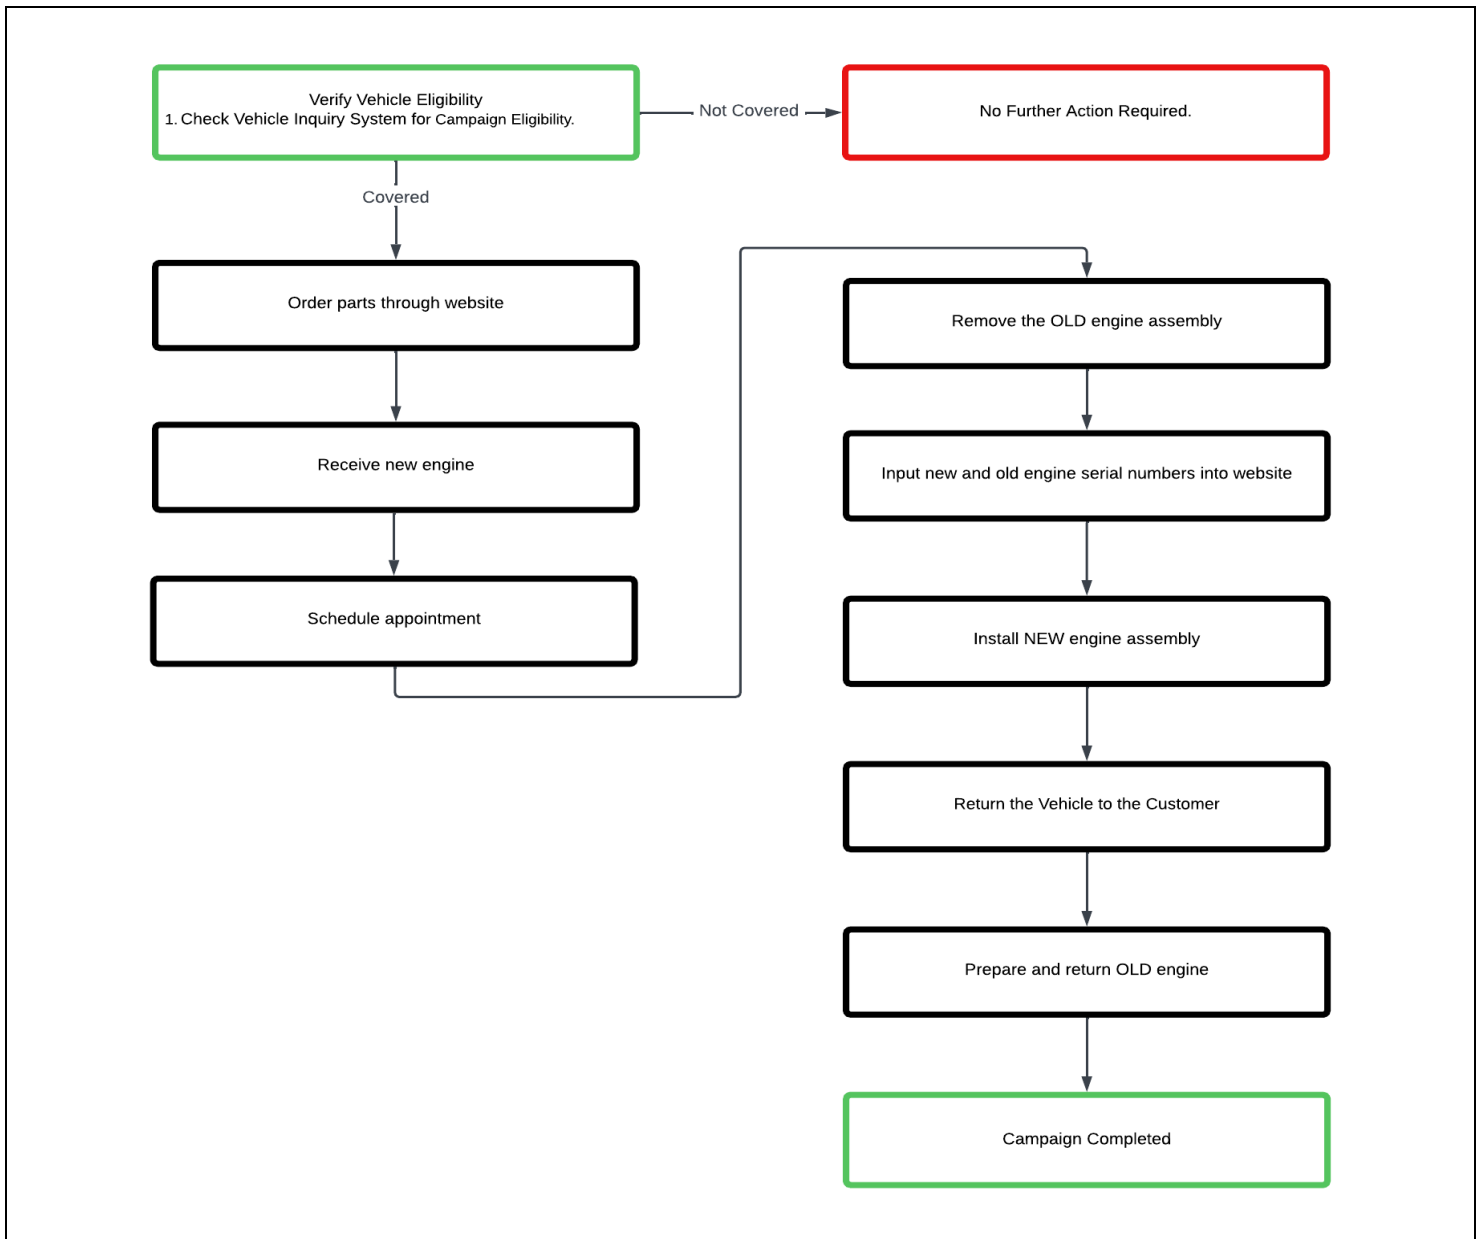 Verify Vehicle Eligibility
1. Check Vehicle Inquiry System for Campaign Eligibility.
Not Covered
No Further Action Required.
Covered
Order parts through website
Receive new engine
Schedule appointment
Remove the OLD engine assembly
Input new and old engine serial numbers into website
Install NEW engine assembly
Return the Vehicle to the Customer
Prepare and return OLD engine
Campaign Completed